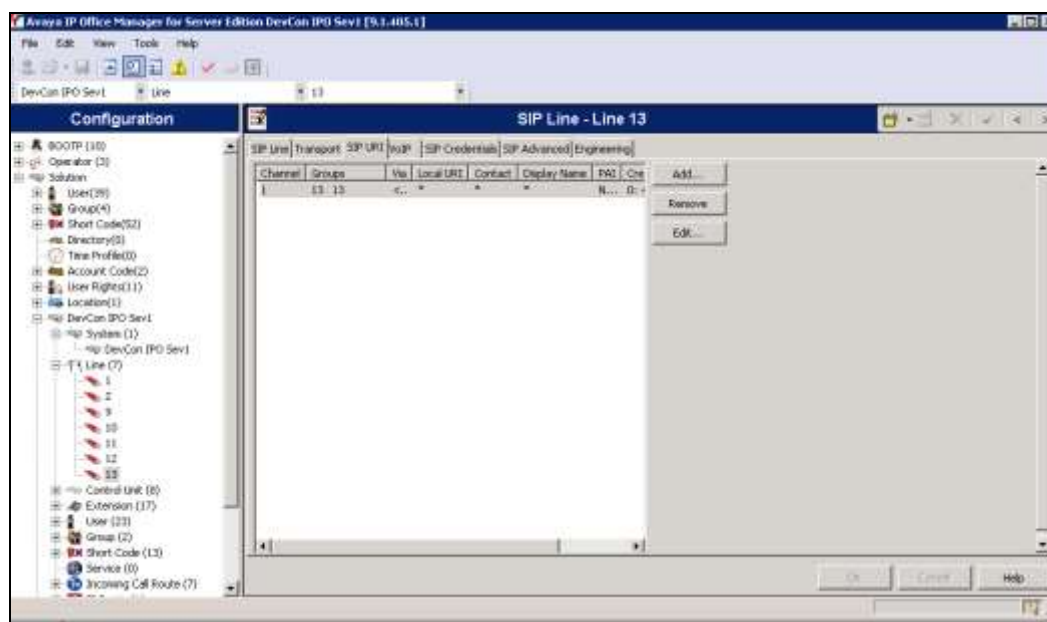 Avaya IP Office Manager for Server Edition DevCon IPO Sev1 [9.1.405.1]
File Edit View Tools Help
DevCon IPO Sev1 Line 13
Configuration
SIP Line - Line 13
BOOTP (10)
Operator (3)
Solution
User(39)
Group(4)
Short Code(52)
Directory(0)
Time Profile(0)
Account Code(2)
User Rights(11)
Location(1)
DevCon IPO Sev1
System (1)
DevCon IPO Sev1
Line (7)
1
2
9
10
11
12
13
Control Unit (8)
Extension (17)
User (23)
Group (2)
Short Code (13)
Service (0)
Incoming Call Route (7)
SIP Line Transport SIP URI VoIP SIP Credentials SIP Advanced Engineering
Channel Groups Via Local URI Contact Display Name PAI Cre
1 13 13 <.. * * * N... 0:
Add...
Remove
Edit...
OK Cancel Help